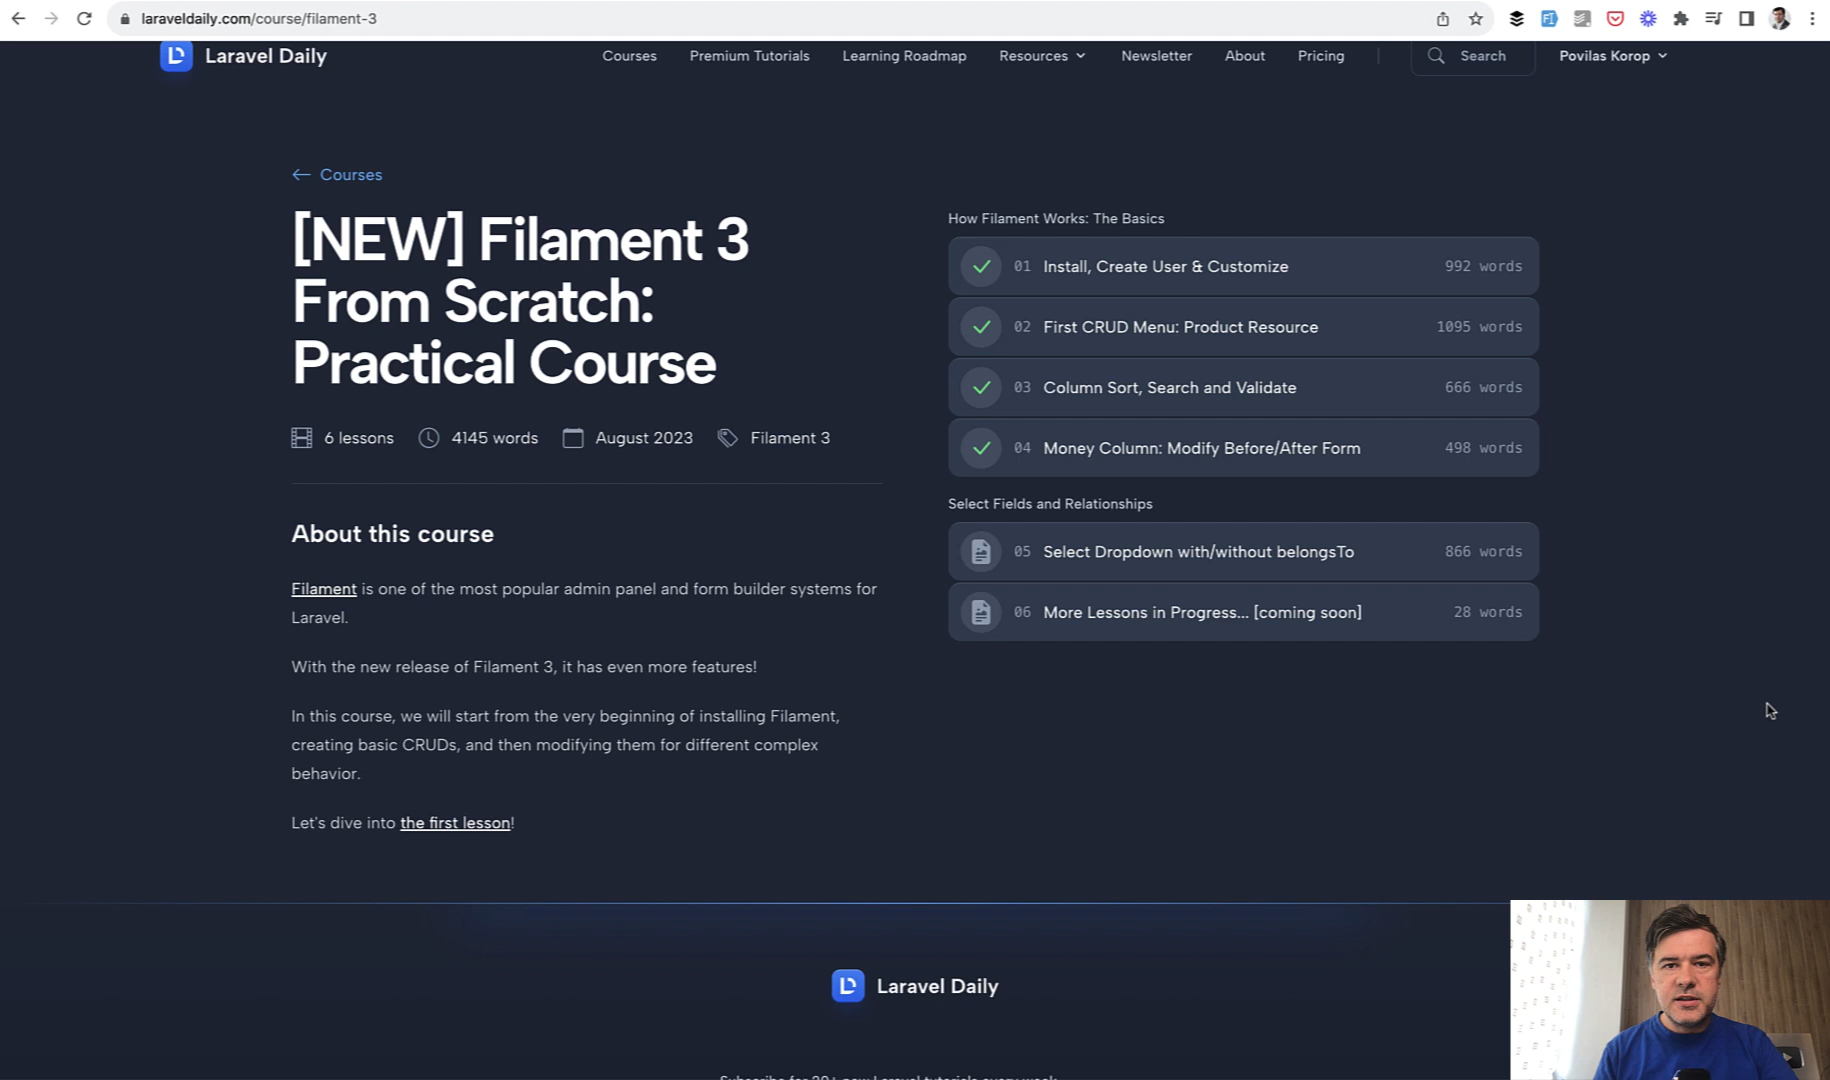 laraveldaily.com/course/filament-3
Laravel Daily
Courses
Premium Tutorials
Learning Roadmap
Resources
Newsletter
About
Pricing
Search
Povilas Korop
← Courses
[NEW] Filament 3
From Scratch:
Practical Course
6 lessons
4145 words
August 2023
Filament 3
About this course
Filament is one of the most popular admin panel and form builder systems for
Laravel.
With the new release of Filament 3, it has even more features!
In this course, we will start from the very beginning of installing Filament,
creating basic CRUDs, and then modifying them for different complex
behavior.
Let's dive into the first lesson!
How Filament Works: The Basics
01 Install, Create User & Customize 992 words
02 First CRUD Menu: Product Resource 1095 words
03 Column Sort, Search and Validate 666 words
04 Money Column: Modify Before/After Form 498 words
Select Fields and Relationships
05 Select Dropdown with/without belongsTo 866 words
06 More Lessons in Progress... [coming soon] 28 words
Laravel Daily
Subscribe for 20+ new Laravel tutorials every week